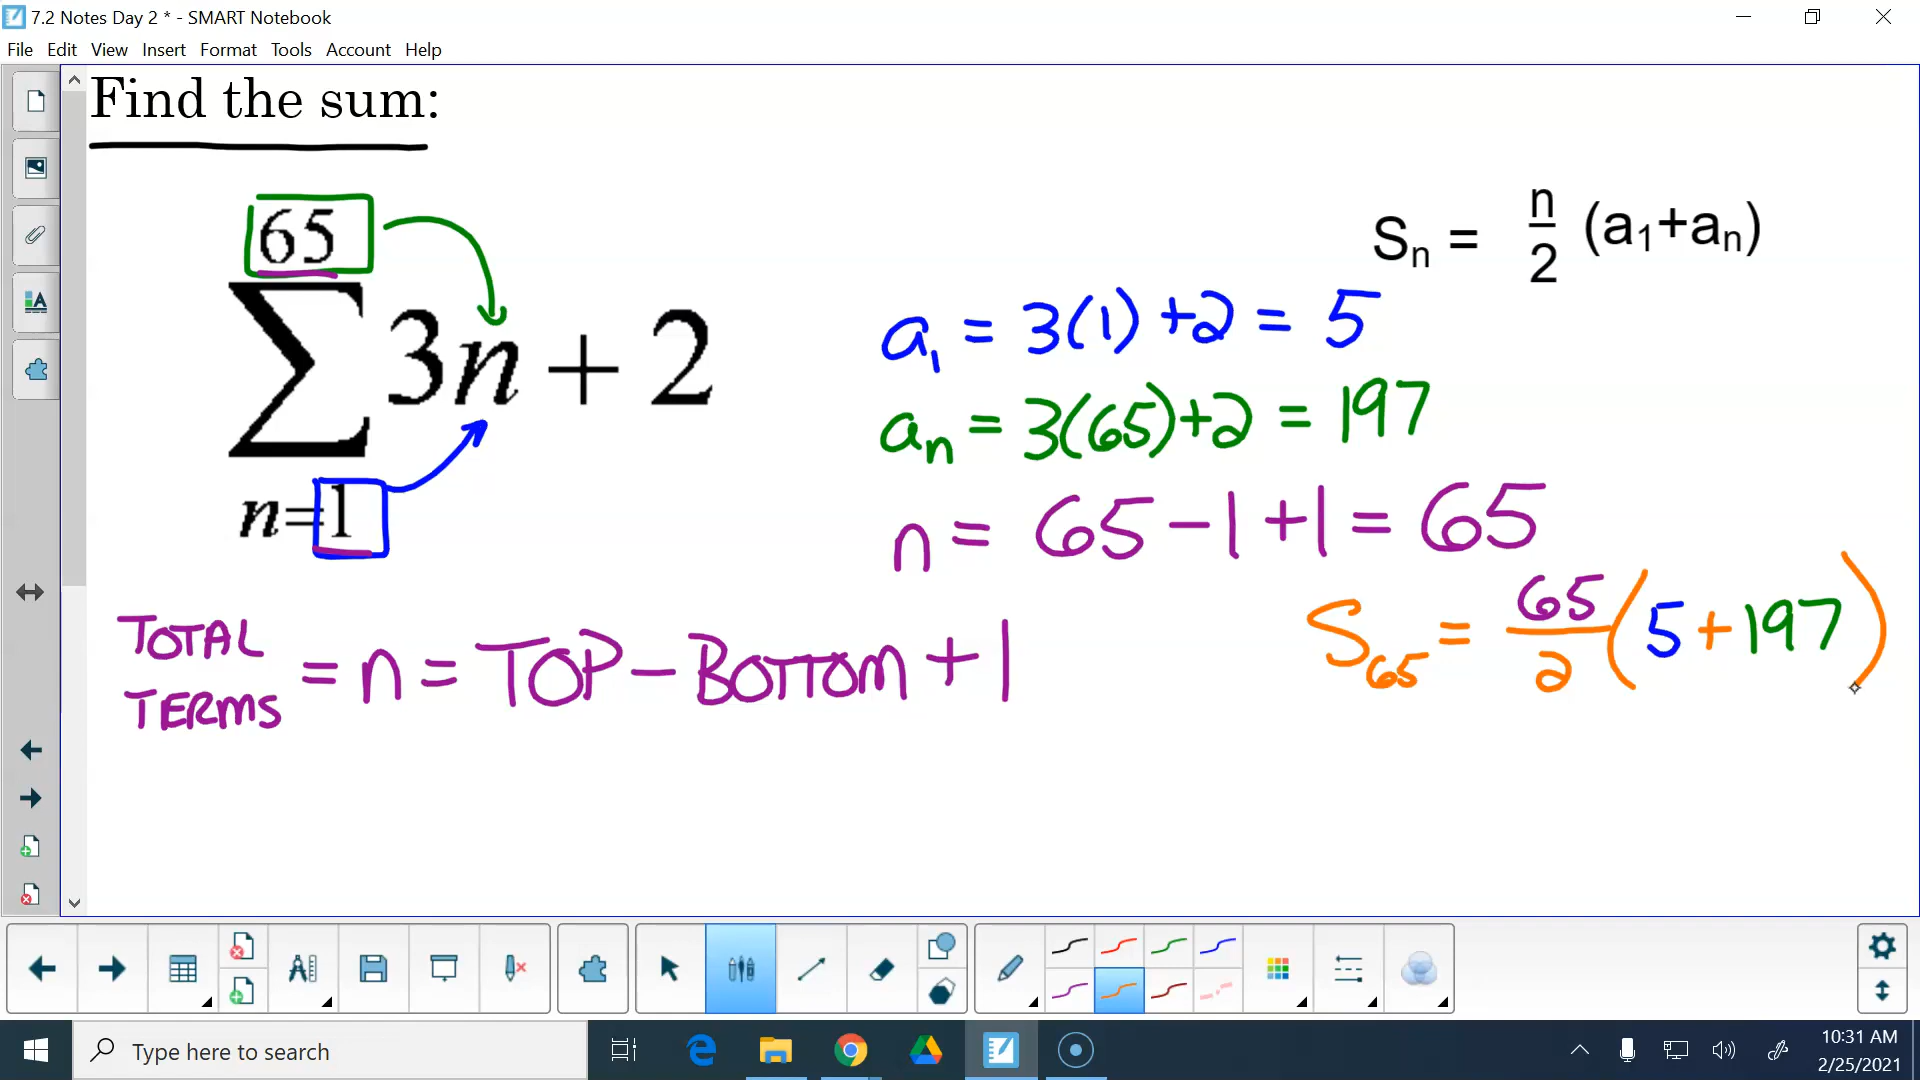 7.2 Notes Day 2 * - SMART Notebook
File Edit View Insert Format Tools Account Help
Find the sum:
65
∑ 3n + 2
n=1
Sₙ = n/2 (a₁+aₙ)
a₁ = 3(1) +2 = 5
aₙ = 3(65)+2 = 197
n = 65 - 1 + 1 = 65
S₆₅ = 65/2 (5 + 197)
TOTAL TERMS = n = TOP - BOTTOM + 1
Type here to search
10:31 AM
2/25/2021